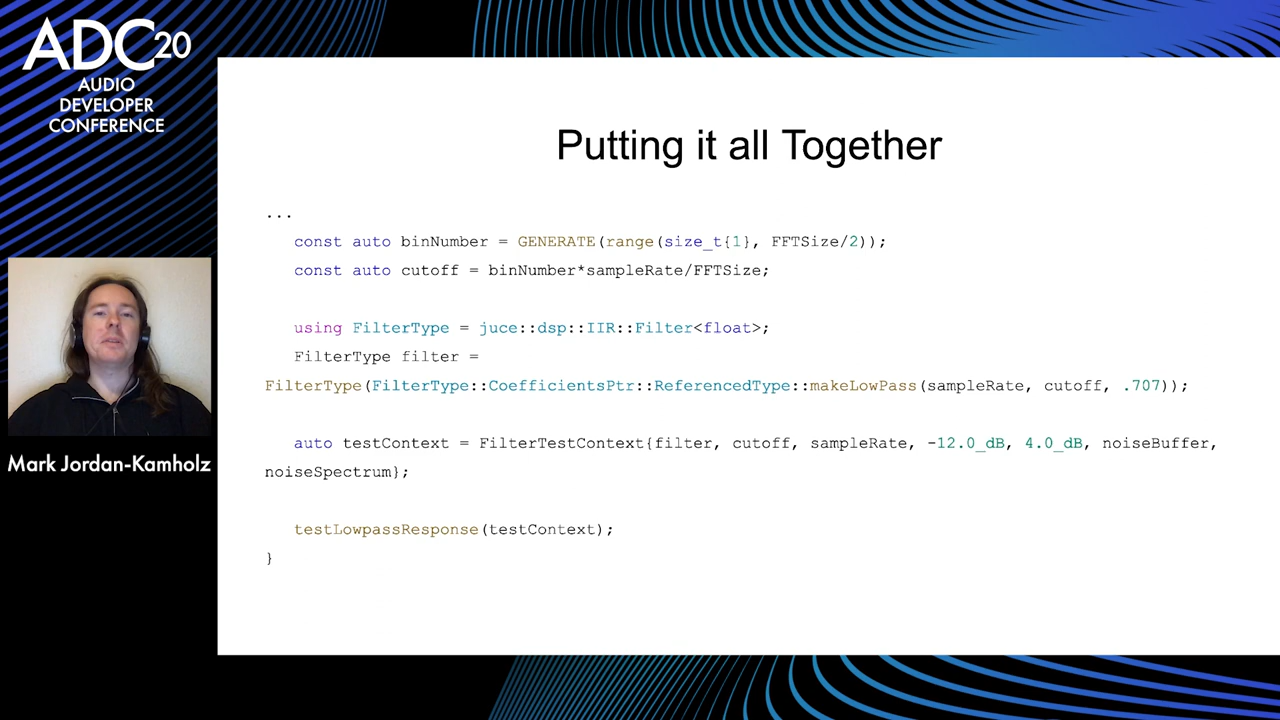 ADC20
AUDIO
DEVELOPER
CONFERENCE
Putting it all Together
...
const auto binNumber = GENERATE(range(size_t{1}, FFTSize/2));
const auto cutoff = binNumber*sampleRate/FFTSize;
using FilterType = juce::dsp::IIR::Filter<float>;
FilterType filter =
FilterType(FilterType::CoefficientsPtr::ReferencedType::makeLowPass(sampleRate, cutoff, .707));
auto testContext = FilterTestContext{filter, cutoff, sampleRate, -12.0_dB, 4.0_dB, noiseBuffer,
noiseSpectrum};
testLowpassResponse(testContext);
}
Mark Jordan-Kamholz